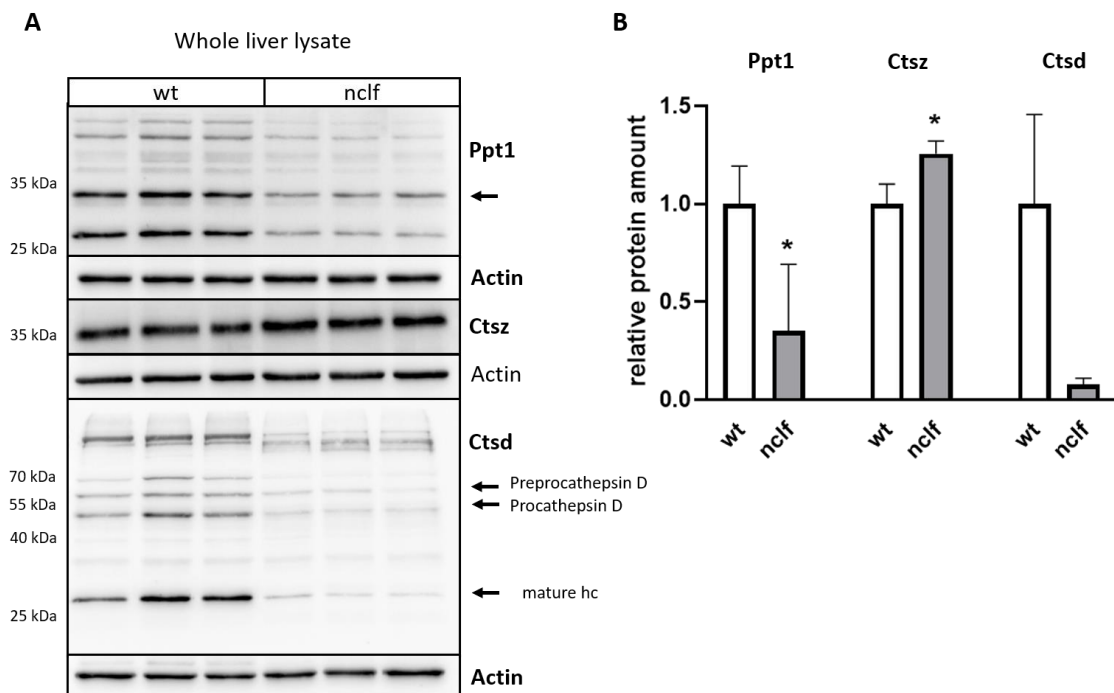 A
Whole liver lysate
wt nclf
Ppt1
35 kDa
25 kDa
Actin
Ctsz
35 kDa
Actin
Ctsd
70 kDa
Preprocathepsin D
55 kDa
Procathepsin D
40 kDa
mature hc
25 kDa
Actin
B
Ppt1 Ctsz Ctsd
relative protein amount
1.5
1.0
0.5
0.0
*
*
wt nclf wt nclf wt nclf